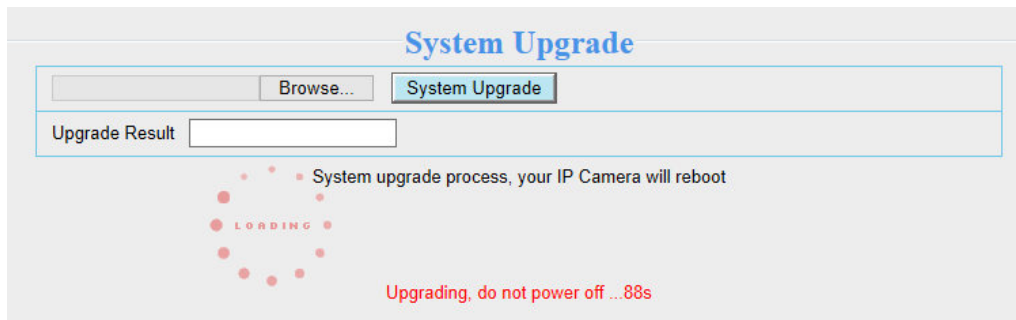 System Upgrade
Browse... System Upgrade
Upgrade Result
System upgrade process, your IP Camera will reboot
LOADING
Upgrading, do not power off ...88s